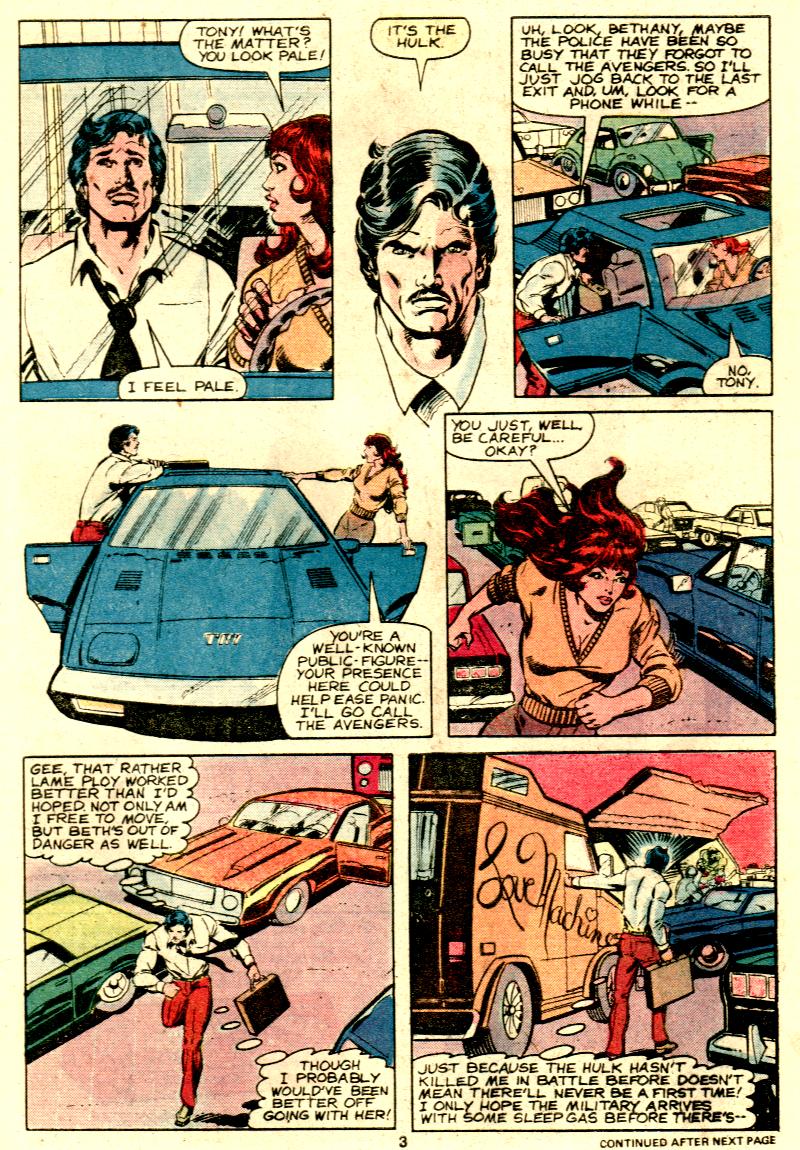 TONY! WHAT'S
THE MATTER?
YOU LOOK PALE!
I FEEL PALE.
IT'S THE
HULK.
UH, LOOK, BETHANY, MAYBE
THE POLICE HAVE BEEN SO
BUSY THAT THEY FORGOT TO
CALL THE AVENGERS. SO I'LL
JUST JOG BACK TO THE LAST
EXIT AND, UM, LOOK FOR A
PHONE WHILE--
NO,
TONY.
TR7
YOU'RE A
WELL-KNOWN
PUBLIC-FIGURE--
YOUR PRESENCE
HERE COULD
HELP EASE PANIC.
I'LL GO CALL
THE AVENGERS.
YOU JUST, WELL,
BE CAREFUL...
OKAY?
GEE, THAT RATHER
LAME PLOY WORKED
BETTER THAN I'D
HOPED. NOT ONLY AM
I FREE TO MOVE,
BUT BETH'S OUT OF
DANGER AS WELL.
THOUGH
I PROBABLY
WOULD'VE BEEN
BETTER OFF
GOING WITH HER!
Love Machine
JUST BECAUSE THE HULK HASN'T
KILLED ME IN BATTLE BEFORE DOESN'T
MEAN THERE'LL NEVER BE A FIRST TIME!
I ONLY HOPE THE MILITARY ARRIVES
WITH SOME SLEEP GAS BEFORE THERE'S--
3
CONTINUED AFTER NEXT PAGE